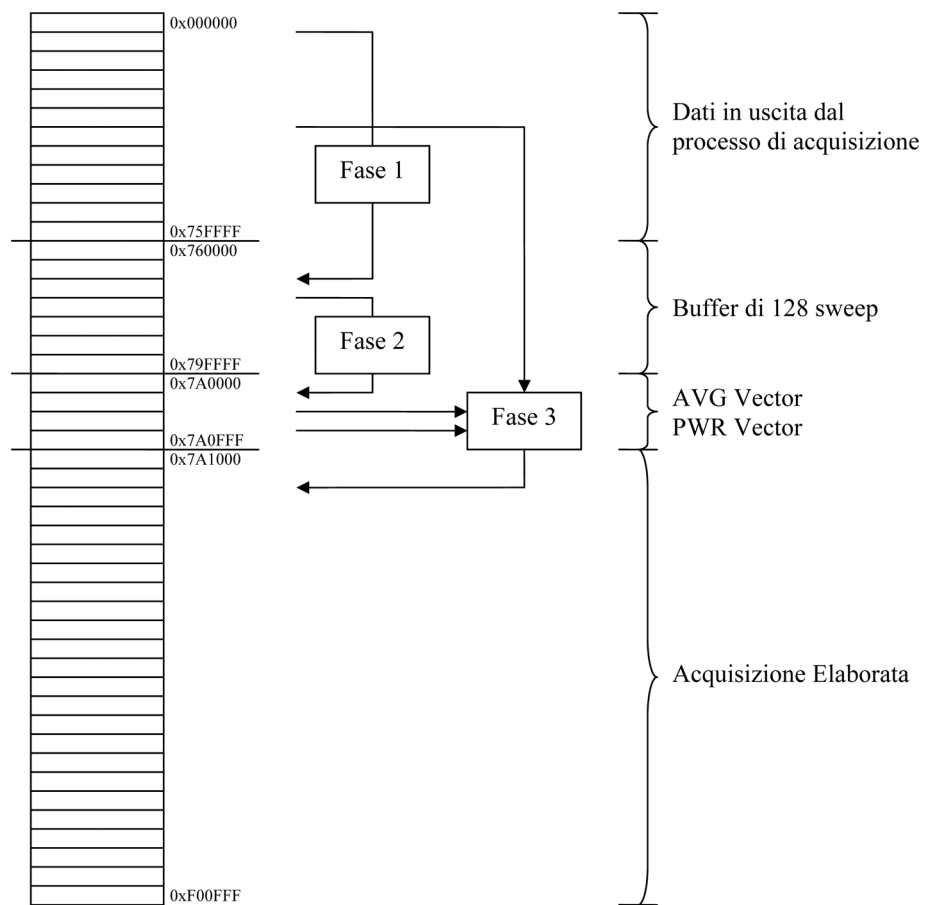 0x000000
Dati in uscita dal
processo di acquisizione
Fase 1
0x75FFFF
0x760000
Buffer di 128 sweep
Fase 2
0x79FFFF
0x7A0000
AVG Vector
PWR Vector
Fase 3
0x7A0FFF
0x7A1000
Acquisizione Elaborata
0xF00FFF